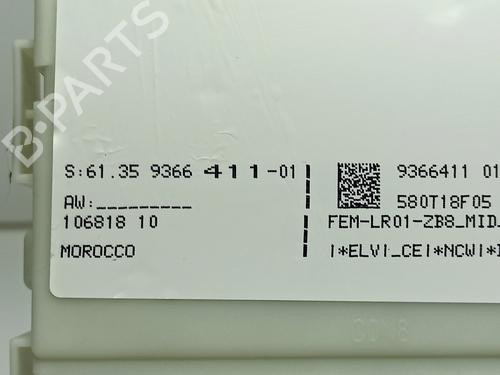 S:61.35 9366 411-01
AW:_________
106818 10
MOROCCO
9366411 01
580T18F05
FEM-LR01-ZB8_MID_
|*ELV|_CE|*NCW|*
B-PARTS